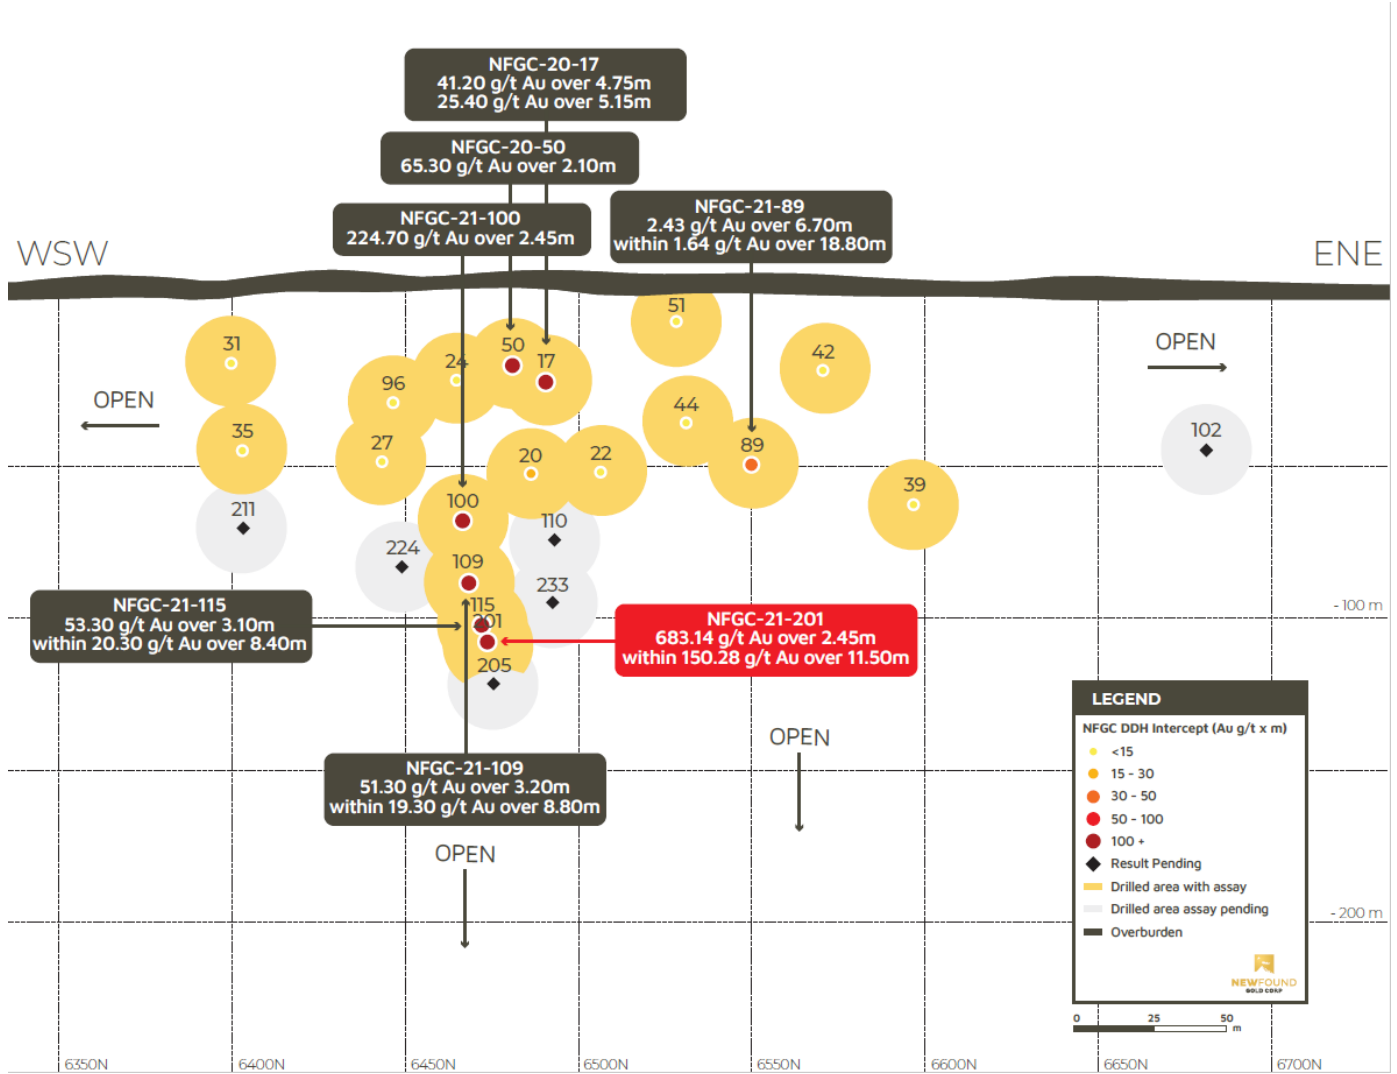 NFGC-20-17
41.20 g/t Au over 4.75m
25.40 g/t Au over 5.15m
NFGC-20-50
65.30 g/t Au over 2.10m
NFGC-21-100
224.70 g/t Au over 2.45m
NFGC-21-89
2.43 g/t Au over 6.70m
within 1.64 g/t Au over 18.80m
WSW
ENE
51
31
24
50
17
42
OPEN
96
OPEN
44
35
27
20
22
89
102
39
211
100
110
224
109
233
115
201
205
NFGC-21-115
53.30 g/t Au over 3.10m
within 20.30 g/t Au over 8.40m
NFGC-21-201
683.14 g/t Au over 2.45m
within 150.28 g/t Au over 11.50m
- 100 m
NFGC-21-109
51.30 g/t Au over 3.20m
within 19.30 g/t Au over 8.80m
OPEN
OPEN
LEGEND
NFGC DDH Intercept (Au g/t x m)
<15
15 - 30
30 - 50
50 - 100
100 +
Result Pending
Drilled area with assay
Drilled area assay pending
Overburden
NEWFOUND
GOLD CORP
- 200 m
0 25 50
m
6350N 6400N 6450N 6500N 6550N 6600N 6650N 6700N